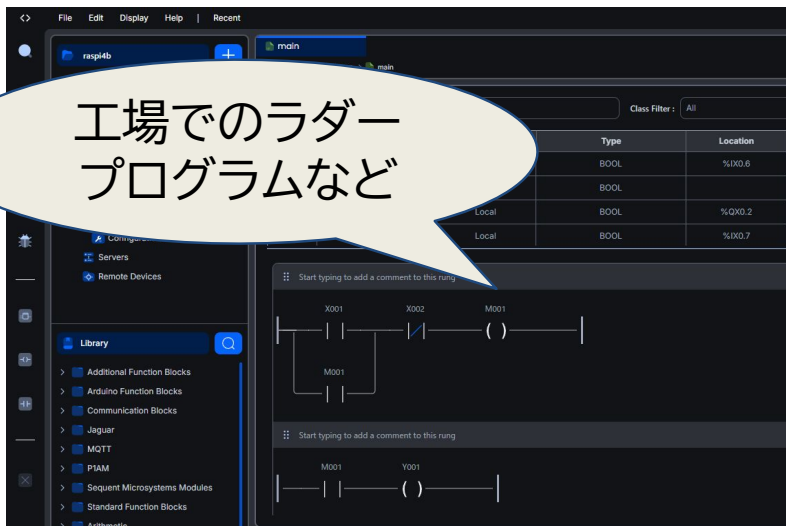 File Edit Display Help | Recent
raspi4b
main
main
工場でのラダー
プログラムなど
Class Filter : All
Type Location
BOOL %IX0.6
BOOL
Local BOOL %QX0.2
Local BOOL %IX0.7
Servers
Remote Devices
Start typing to add a comment to this rung
X001 X002 M001
M001
Library
Additional Function Blocks
Arduino Function Blocks
Communication Blocks
Jaguar
MQTT
P1AM
Sequent Microsystems Modules
Standard Function Blocks
Arithmetic
Start typing to add a comment to this rung
M001 Y001